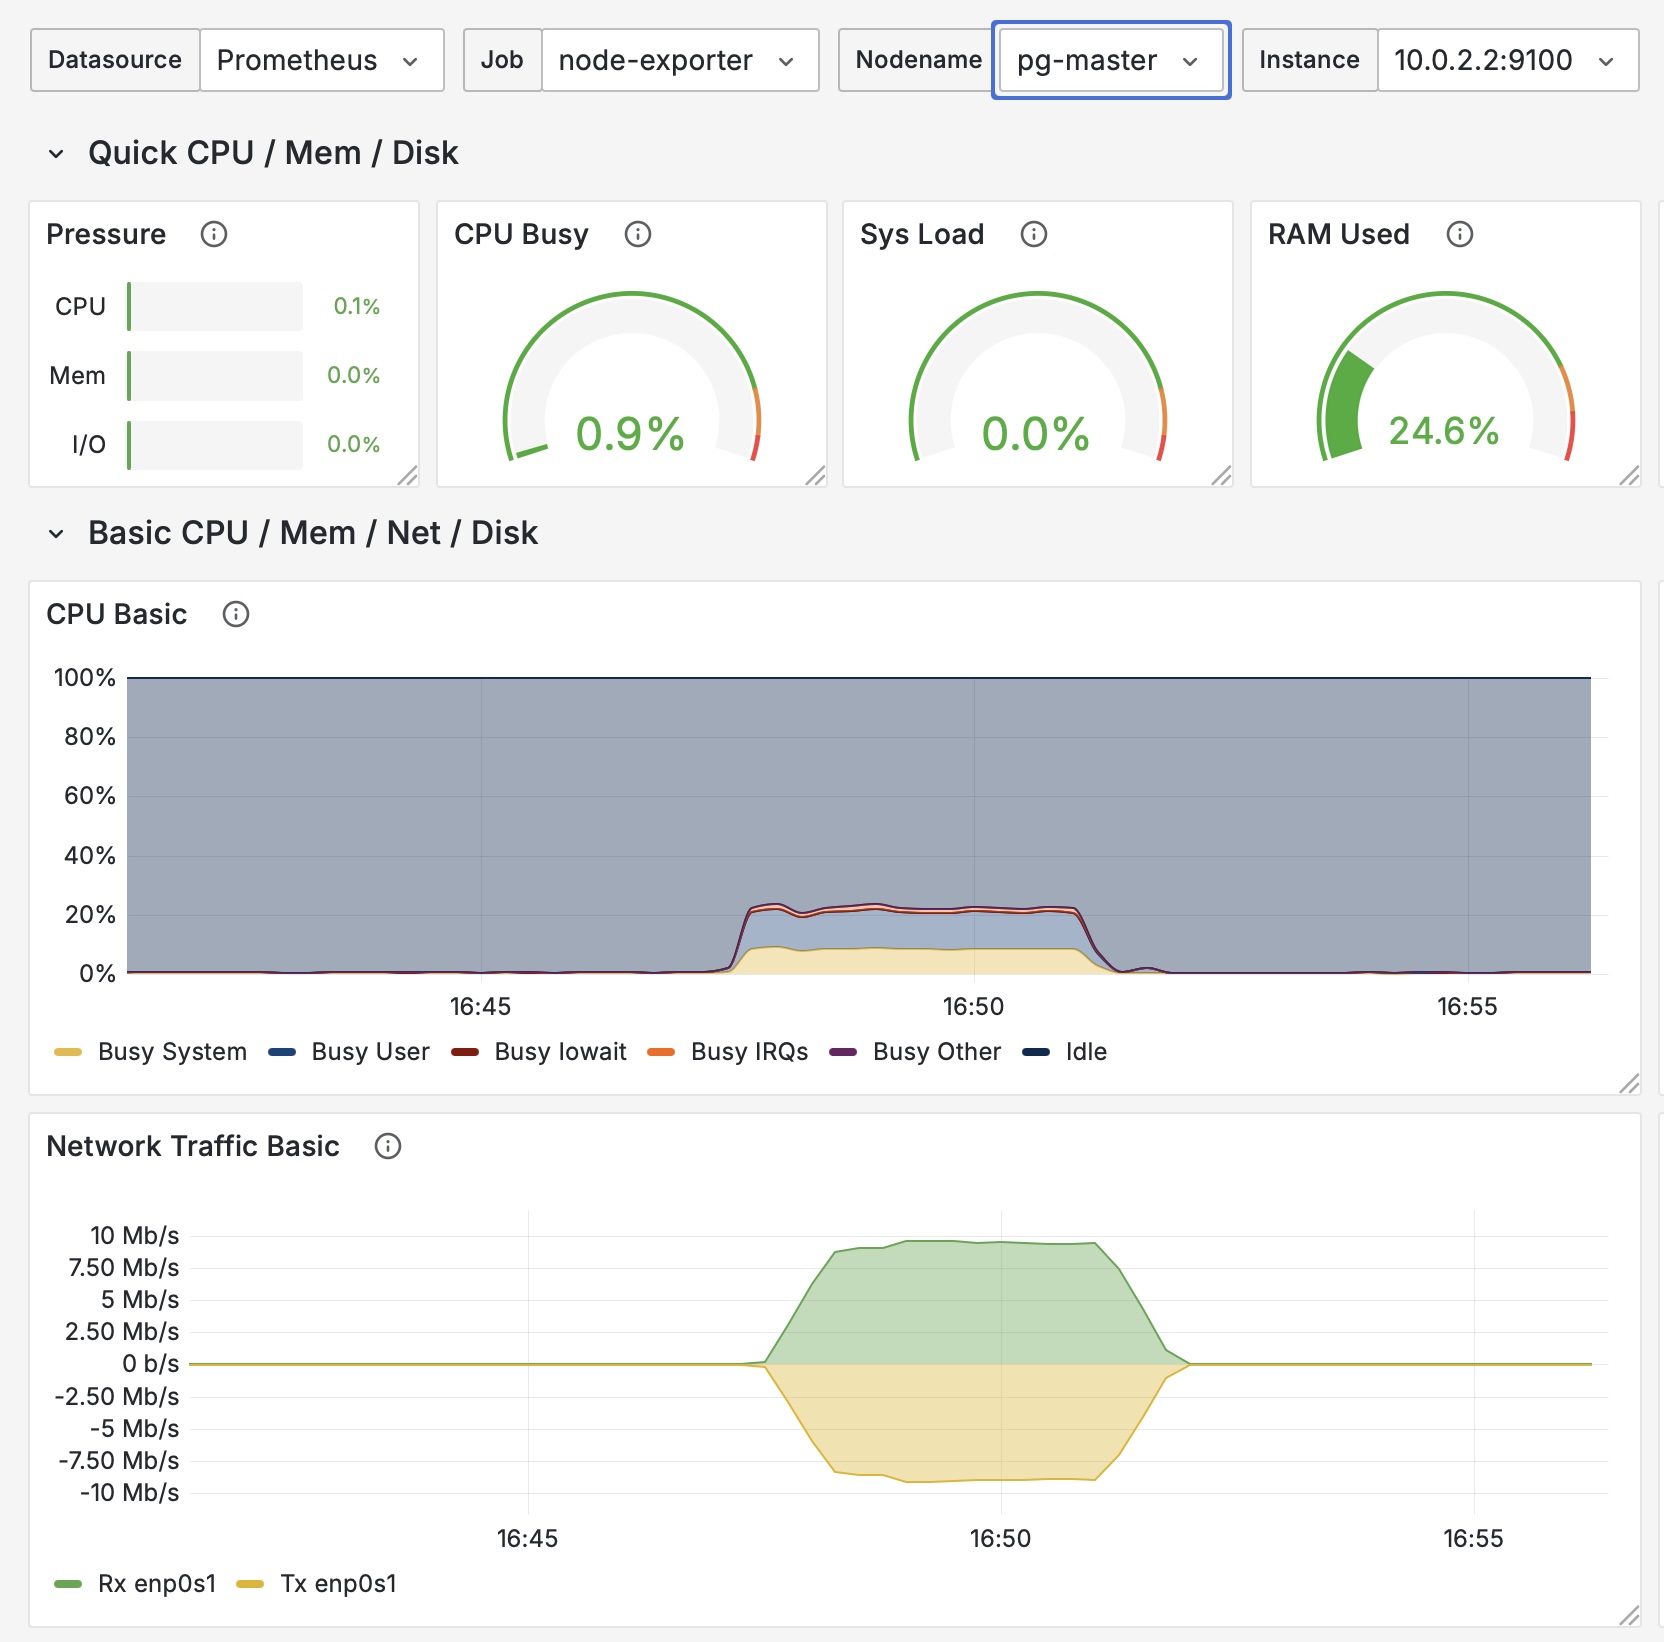 Datasource Prometheus Job node-exporter Nodename pg-master Instance 10.0.2.2:9100
Quick CPU / Mem / Disk
Pressure
CPU 0.1%
Mem 0.0%
I/O 0.0%
CPU Busy
0.9%
Sys Load
0.0%
RAM Used
24.6%
Basic CPU / Mem / Net / Disk
CPU Basic
100%
80%
60%
40%
20%
0%
16:45 16:50 16:55
Busy System Busy User Busy Iowait Busy IRQs Busy Other Idle
Network Traffic Basic
10 Mb/s
7.50 Mb/s
5 Mb/s
2.50 Mb/s
0 b/s
-2.50 Mb/s
-5 Mb/s
-7.50 Mb/s
-10 Mb/s
16:45 16:50 16:55
Rx enp0s1 Tx enp0s1